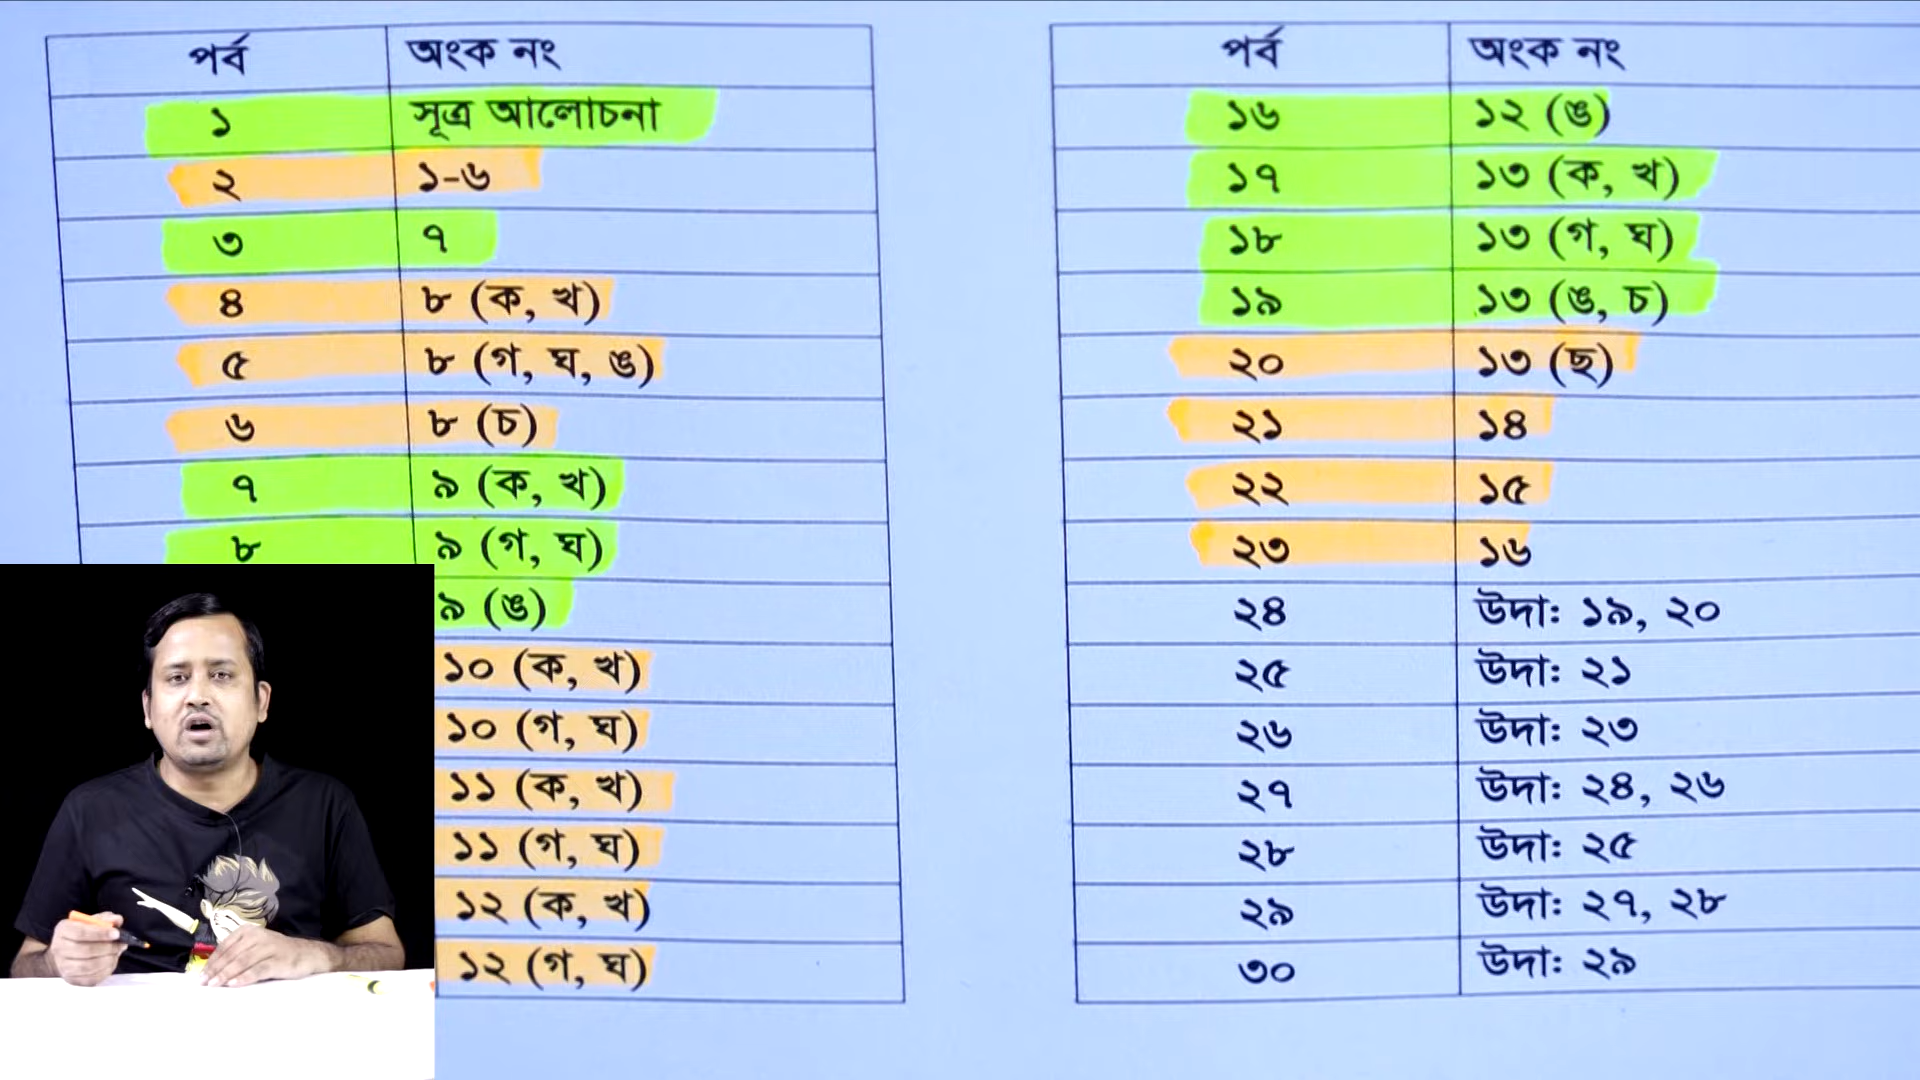 পর্ব অংক নং
১ সূত্র আলোচনা
২ ১-৬
৩ ৭
৪ ৮ (ক, খ)
৫ ৮ (গ, ঘ, ঙ)
৬ ৮ (চ)
৭ ৯ (ক, খ)
৮ ৯ (গ, ঘ)
৯ (ঙ)
১০ (ক, খ)
১০ (গ, ঘ)
১১ (ক, খ)
১১ (গ, ঘ)
১২ (ক, খ)
১২ (গ, ঘ)
পর্ব অংক নং
১৬ ১২ (ঙ)
১৭ ১৩ (ক, খ)
১৮ ১৩ (গ, ঘ)
১৯ ১৩ (ঙ, চ)
২০ ১৩ (ছ)
২১ ১৪
২২ ১৫
২৩ ১৬
২৪ উদা: ১৯, ২০
২৫ উদা: ২১
২৬ উদা: ২৩
২৭ উদা: ২৪, ২৬
২৮ উদা: ২৫
২৯ উদা: ২৭, ২৮
৩০ উদা: ২৯